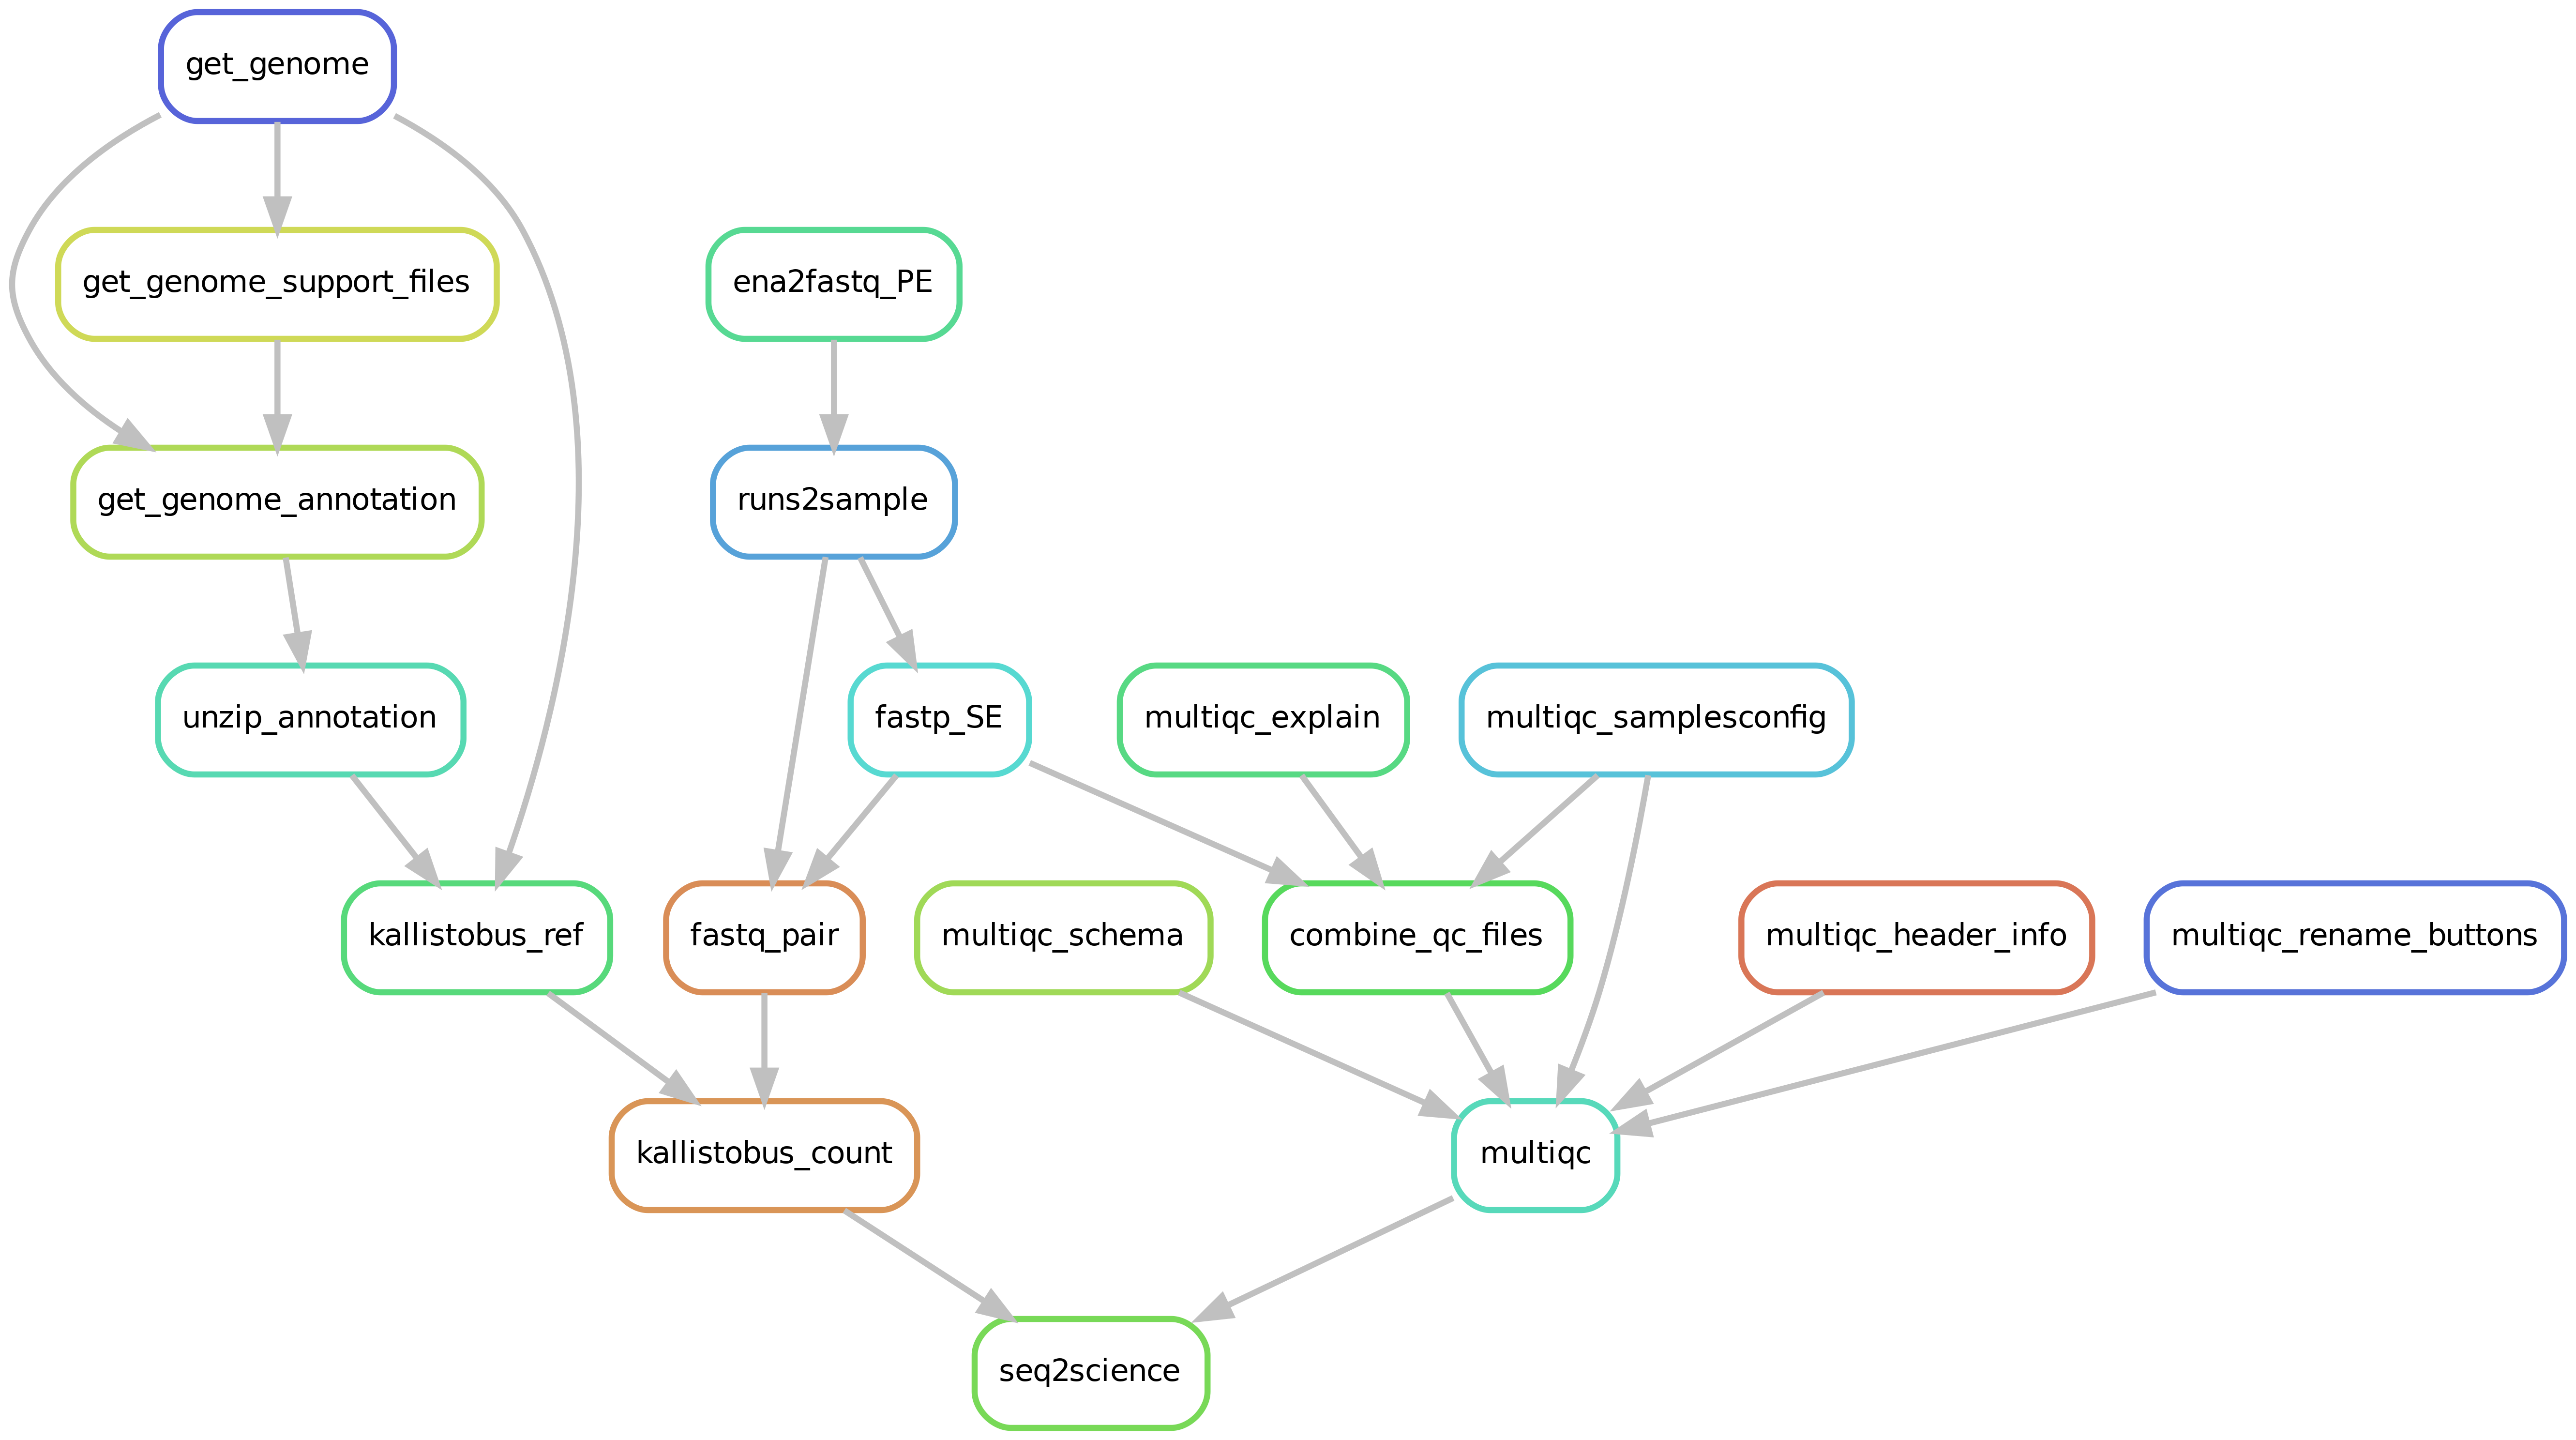 get_genome
get_genome_support_files
ena2fastq_PE
get_genome_annotation
runs2sample
unzip_annotation
fastp_SE
multiqc_explain
multiqc_samplesconfig
kallistobus_ref
fastq_pair
multiqc_schema
combine_qc_files
multiqc_header_info
multiqc_rename_buttons
kallistobus_count
multiqc
seq2science